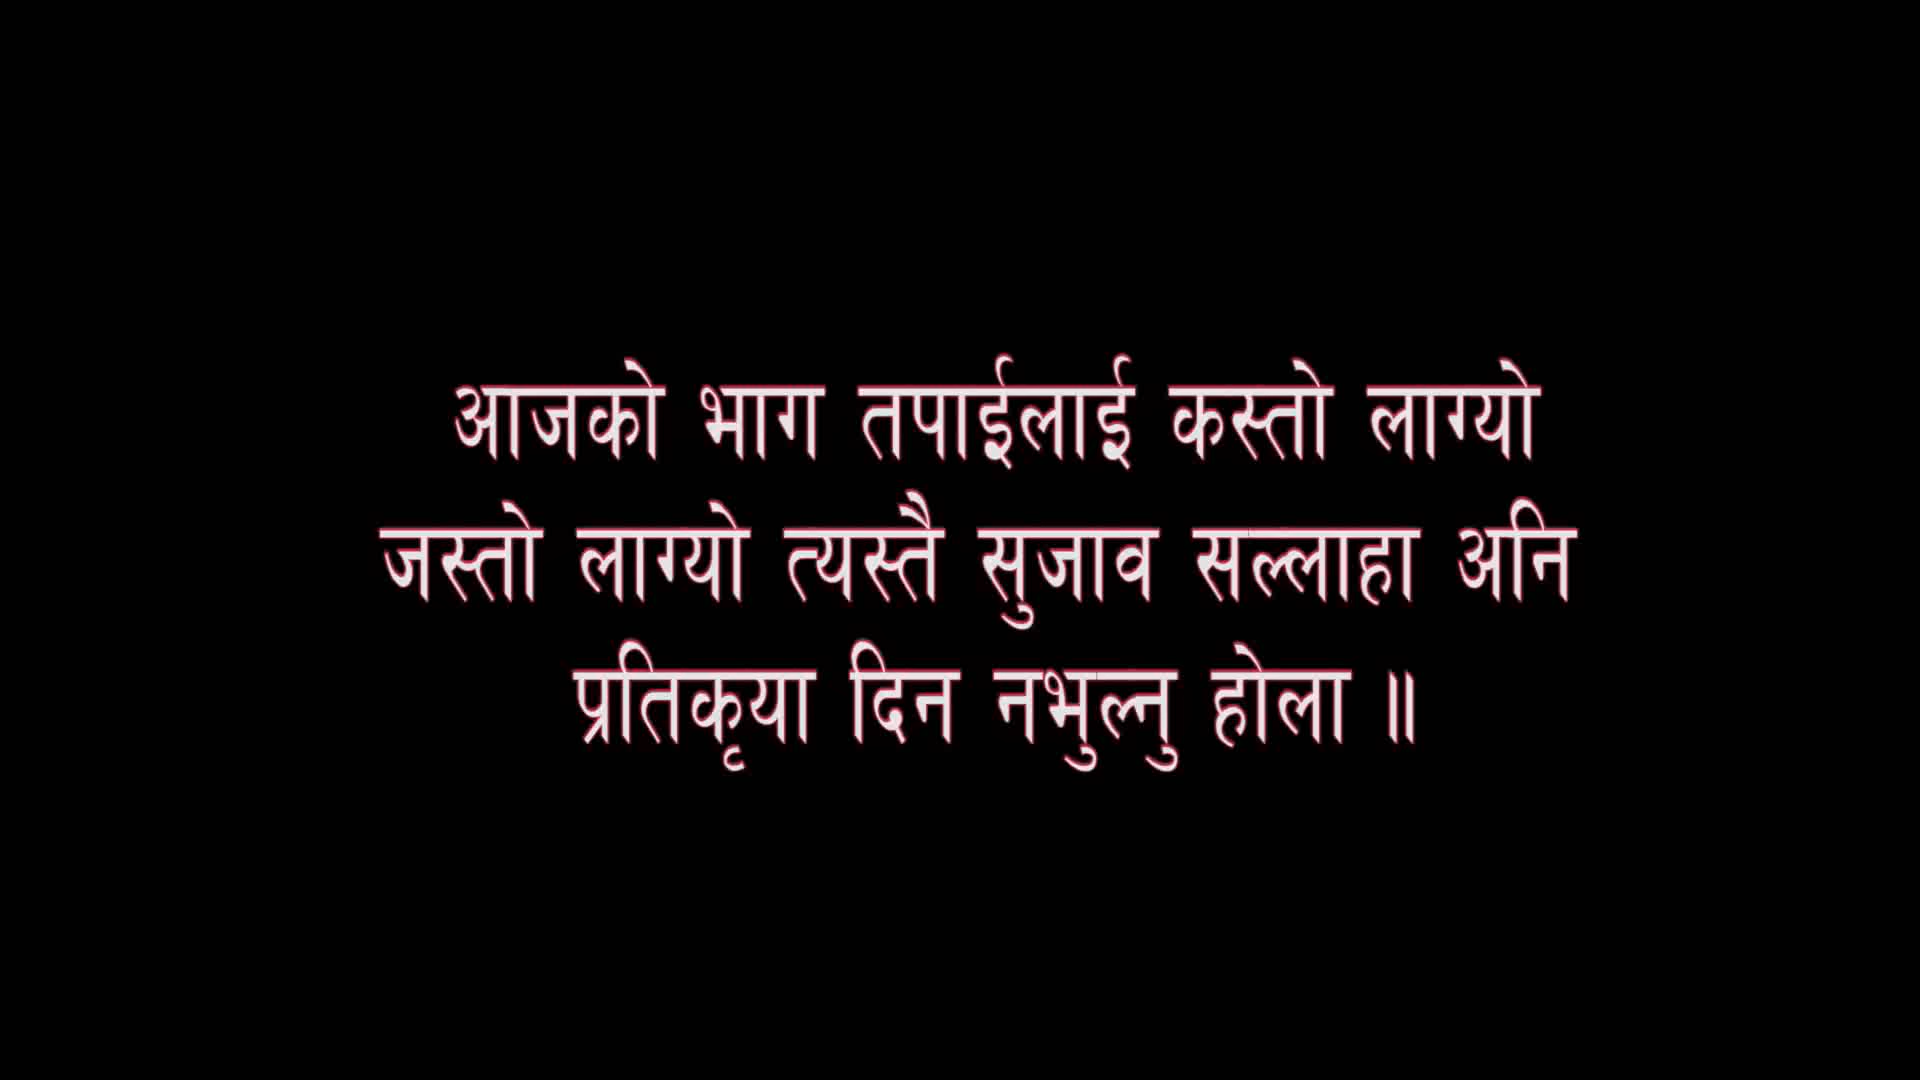 आजको भाग तपाईलाई कस्तो लाग्यो
जस्तो लाग्यो त्यस्तै सुजाव सल्लाहा अनि
प्रतिकृया दिन नभुल्नु होला ॥